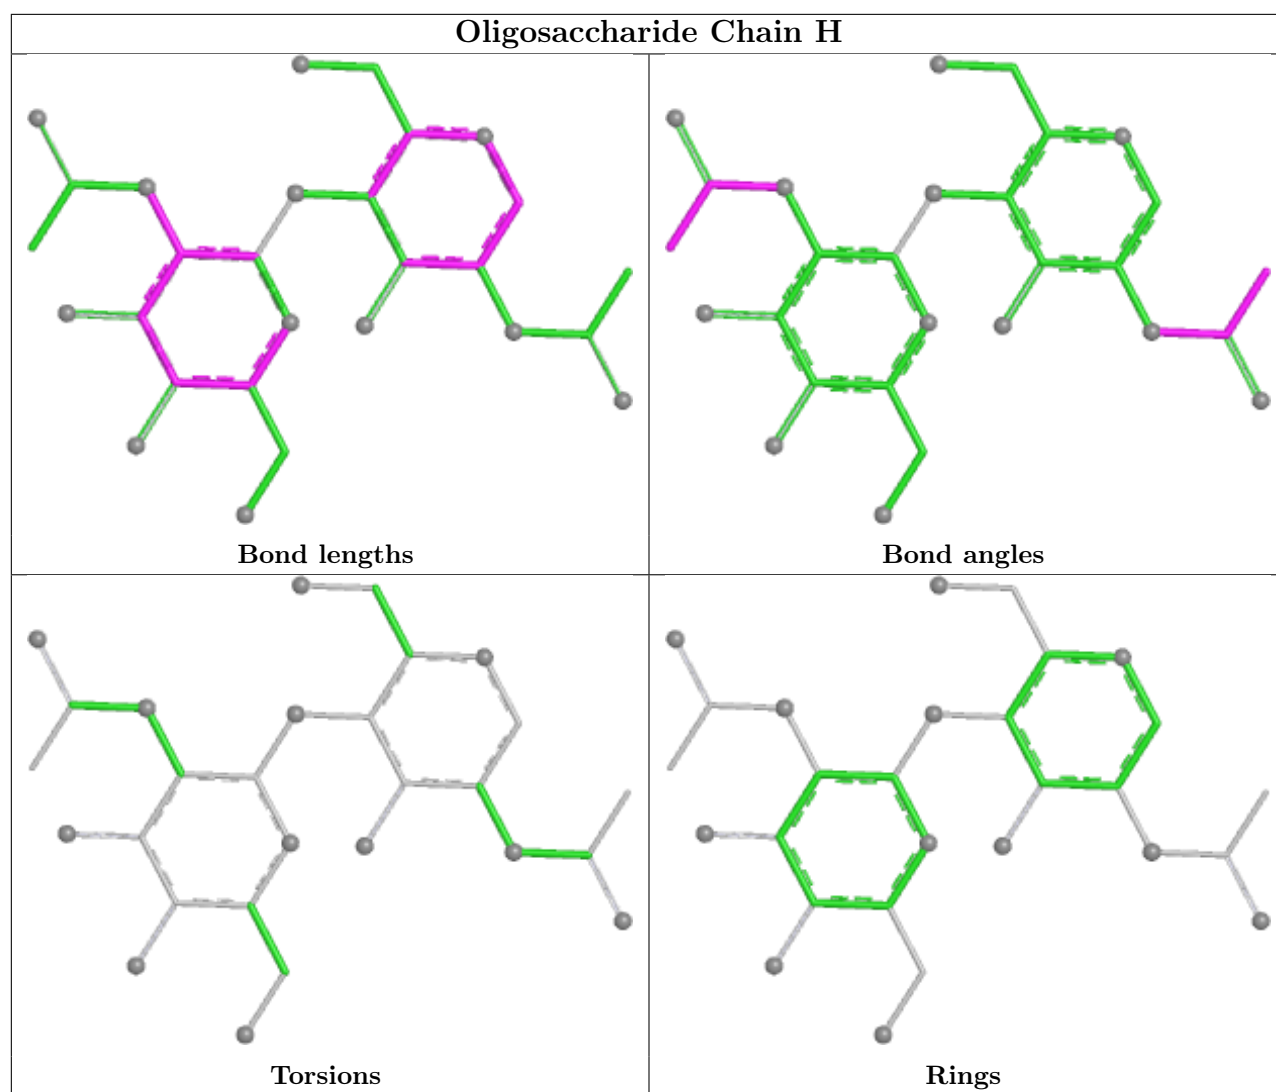 Oligosaccharide Chain H
Bond lengths
Bond angles
Torsions
Rings